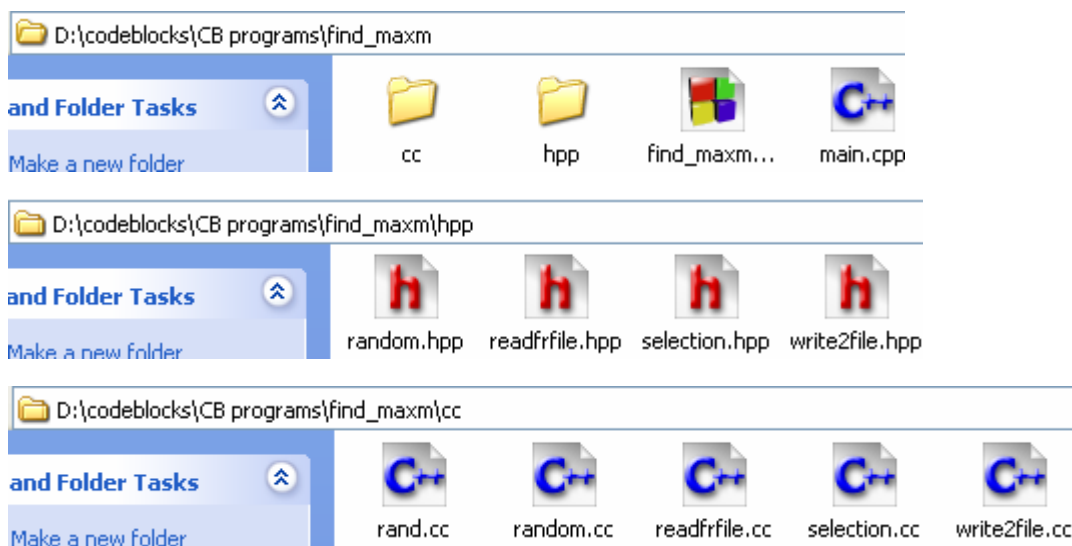 D:\codeblocks\CB programs\find_maxm
and Folder Tasks
Make a new folder
cc hpp find_maxm... main.cpp
D:\codeblocks\CB programs\find_maxm\hpp
and Folder Tasks
Make a new folder
random.hpp readfrfile.hpp selection.hpp write2file.hpp
D:\codeblocks\CB programs\find_maxm\cc
and Folder Tasks
Make a new folder
rand.cc random.cc readfrfile.cc selection.cc write2file.cc